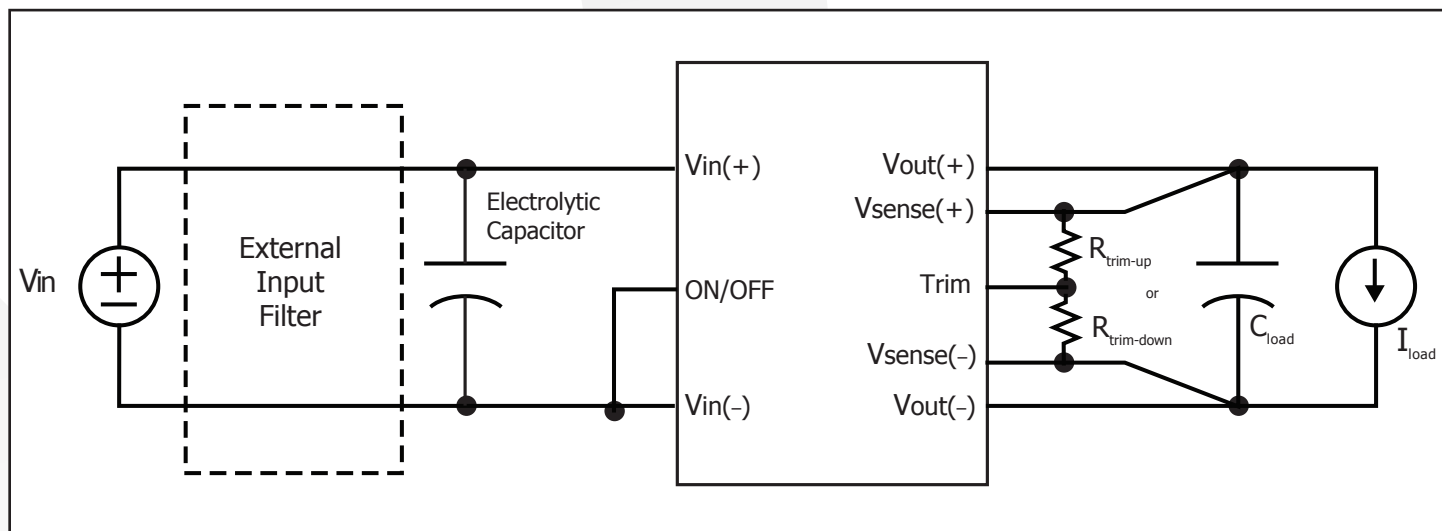 Vin
External
Input
Filter
Electrolytic
Capacitor
Vin(+)
ON/OFF
Vin(–)
Vout(+)
Vsense(+)
Trim
Vsense(–)
Vout(–)
Rtrim-up
or
Rtrim-down
Cload
Iload